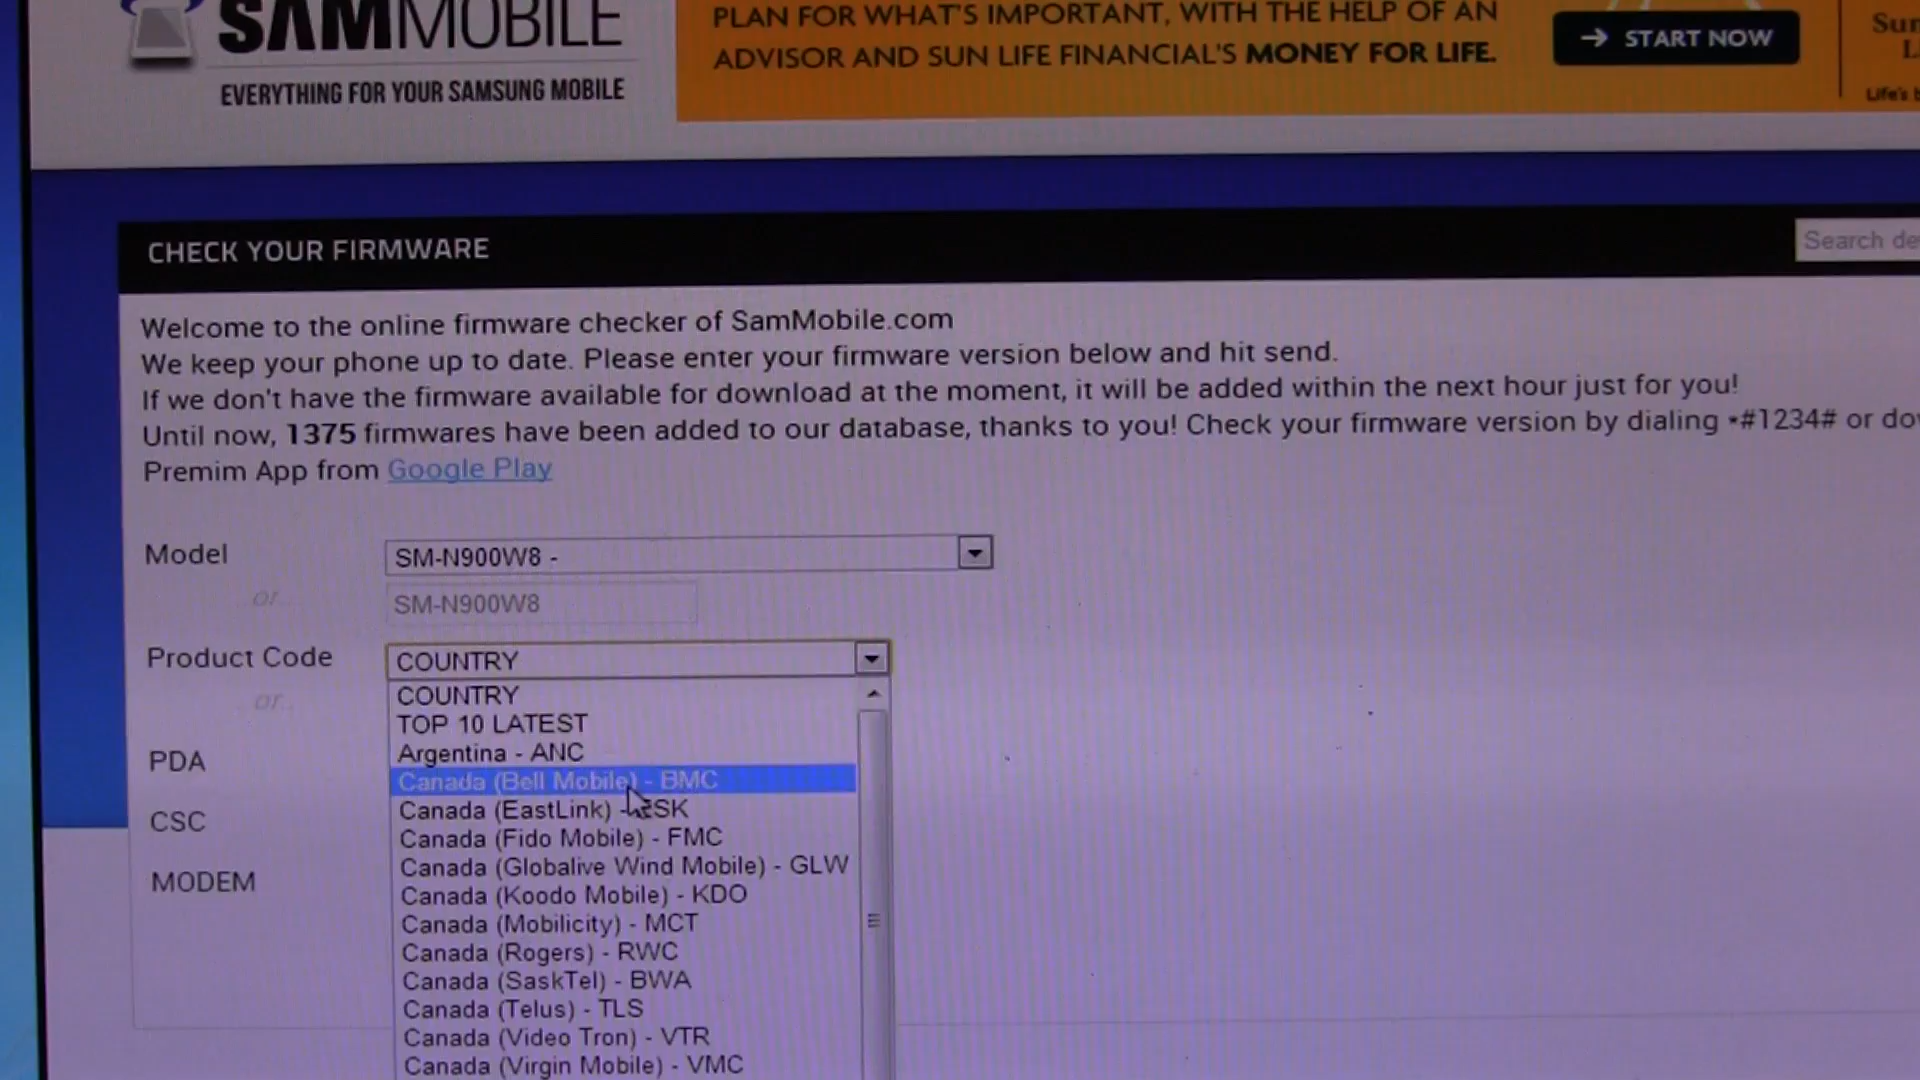 SAMMOBILE
EVERYTHING FOR YOUR SAMSUNG MOBILE
PLAN FOR WHAT'S IMPORTANT, WITH THE HELP OF AN
ADVISOR AND SUN LIFE FINANCIAL'S MONEY FOR LIFE.
→ START NOW
Sun
L
Life's b
CHECK YOUR FIRMWARE
Search de
Welcome to the online firmware checker of SamMobile.com
We keep your phone up to date. Please enter your firmware version below and hit send.
If we don't have the firmware available for download at the moment, it will be added within the next hour just for you!
Until now, 1375 firmwares have been added to our database, thanks to you! Check your firmware version by dialing *#1234# or dow
Premim App from Google Play
Model
SM-N900W8 -
or..
SM-N900W8
Product Code
COUNTRY
or..
COUNTRY
TOP 10 LATEST
Argentina - ANC
PDA
Canada (Bell Mobile) - BMC
Canada (EastLink) - ESK
CSC
Canada (Fido Mobile) - FMC
Canada (Globalive Wind Mobile) - GLW
MODEM
Canada (Koodo Mobile) - KDO
Canada (Mobilicity) - MCT
Canada (Rogers) - RWC
Canada (SaskTel) - BWA
Canada (Telus) - TLS
Canada (Video Tron) - VTR
Canada (Virgin Mobile) - VMC